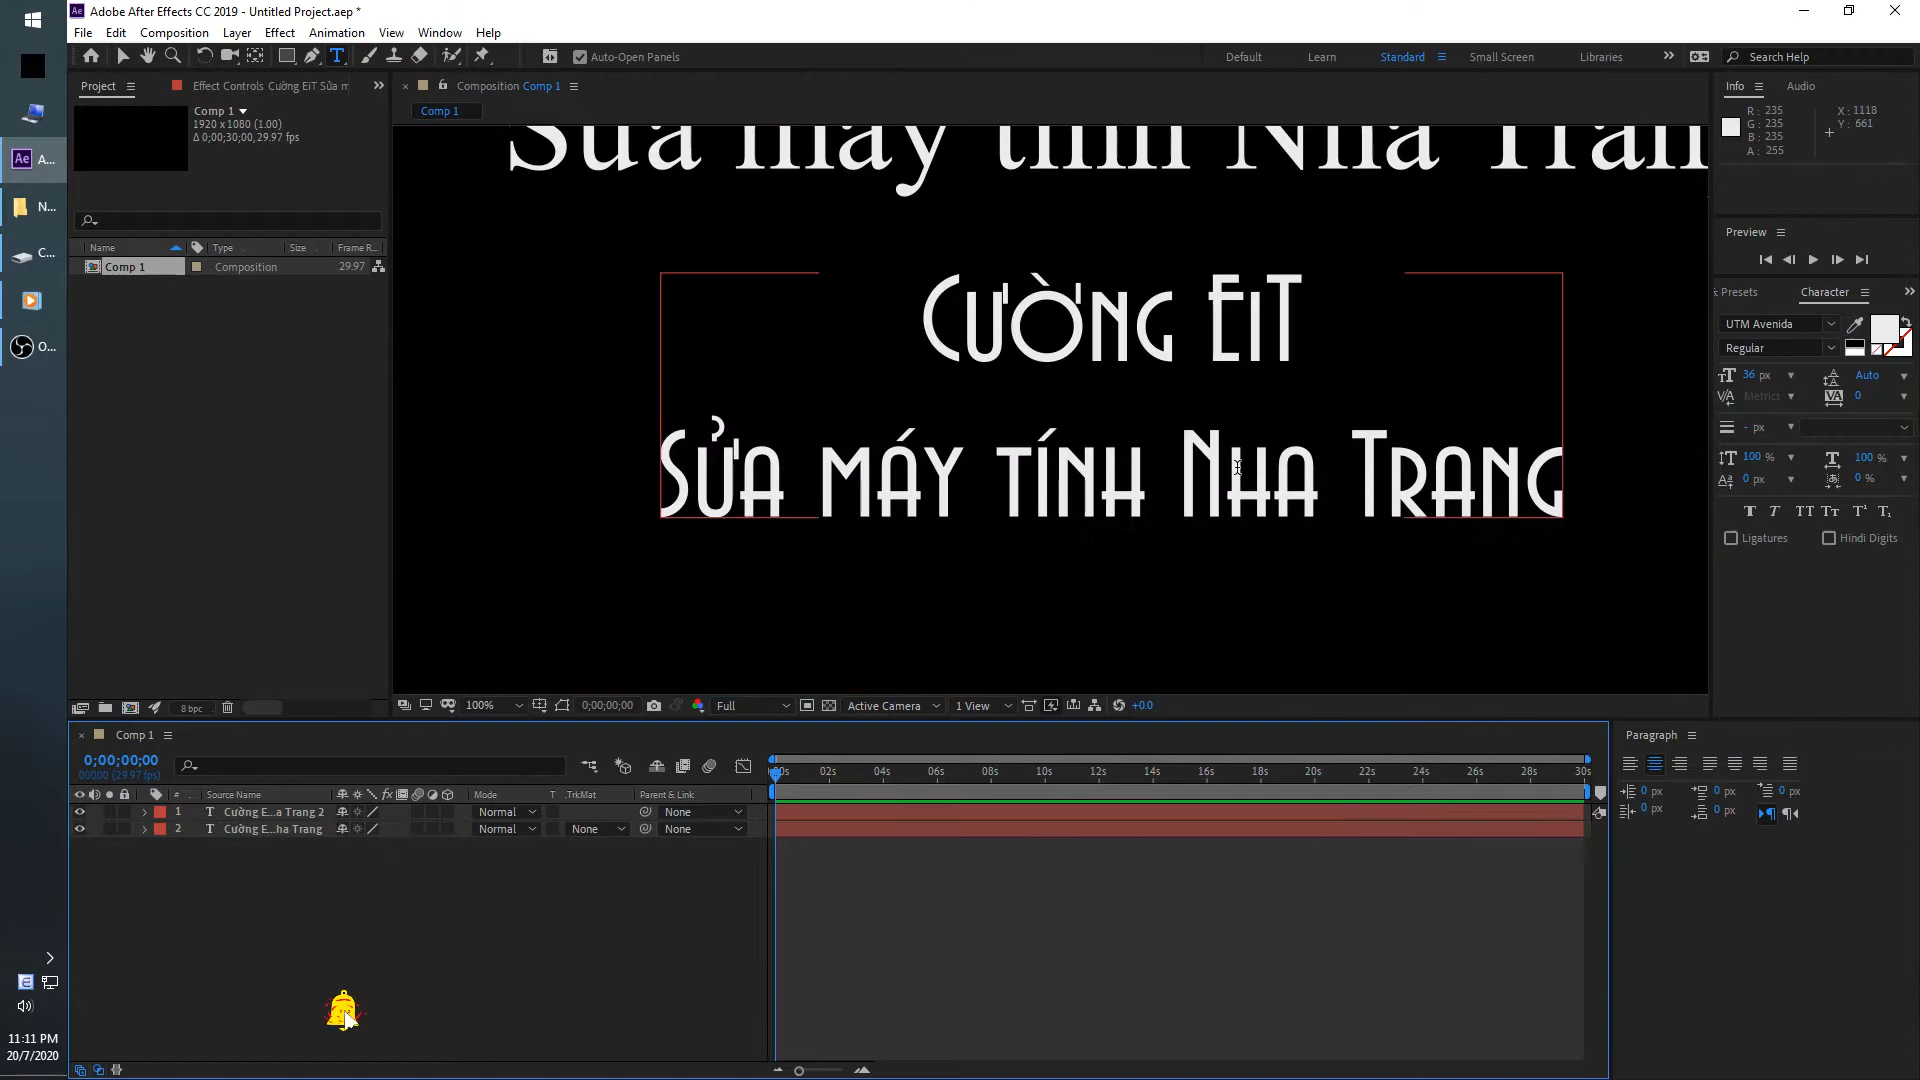 Adobe After Effects CC 2019 - Untitled Project.aep *
File Edit Composition Layer Effect Animation View Window Help
Auto-Open Panels
Default Learn Standard Small Screen Libraries Search Help
Project Effect Controls Cường EiT Sửa m
Comp 1
1920 x 1080 (1.00)
Δ 0;00;30;00, 29.97 fps
Name Type Size Frame R...
Comp 1 Composition 29.97
8 bpc
Composition Comp 1
Comp 1
Sửa máy tính Nha Tran
Cường EiT
Sửa máy tính Nha Trang
100% 0;00;00;00 Full Active Camera 1 View +0.0
Info Audio
R: 235
G: 235
B: 235
A: 255
X: 1118
Y: 661
Preview
Presets Character
UTM Avenida
Regular
36 px Auto
Metrics 0
- px
100 % 100 %
0 px 0 %
Ligatures Hindi Digits
Comp 1
0;00;00;00
00000 (29.97 fps)
00s 02s 04s 06s 08s 10s 12s 14s 16s 18s 20s 22s 24s 26s 28s 30s
# Source Name Mode T .TrkMat Parent & Link
1 T Cường E...a Trang 2 Normal None
2 T Cường E...ha Trang Normal None None
Paragraph
0 px 0 px 0 px
0 px 0 px
A...
N...
C...
O...
11:11 PM
20/7/2020